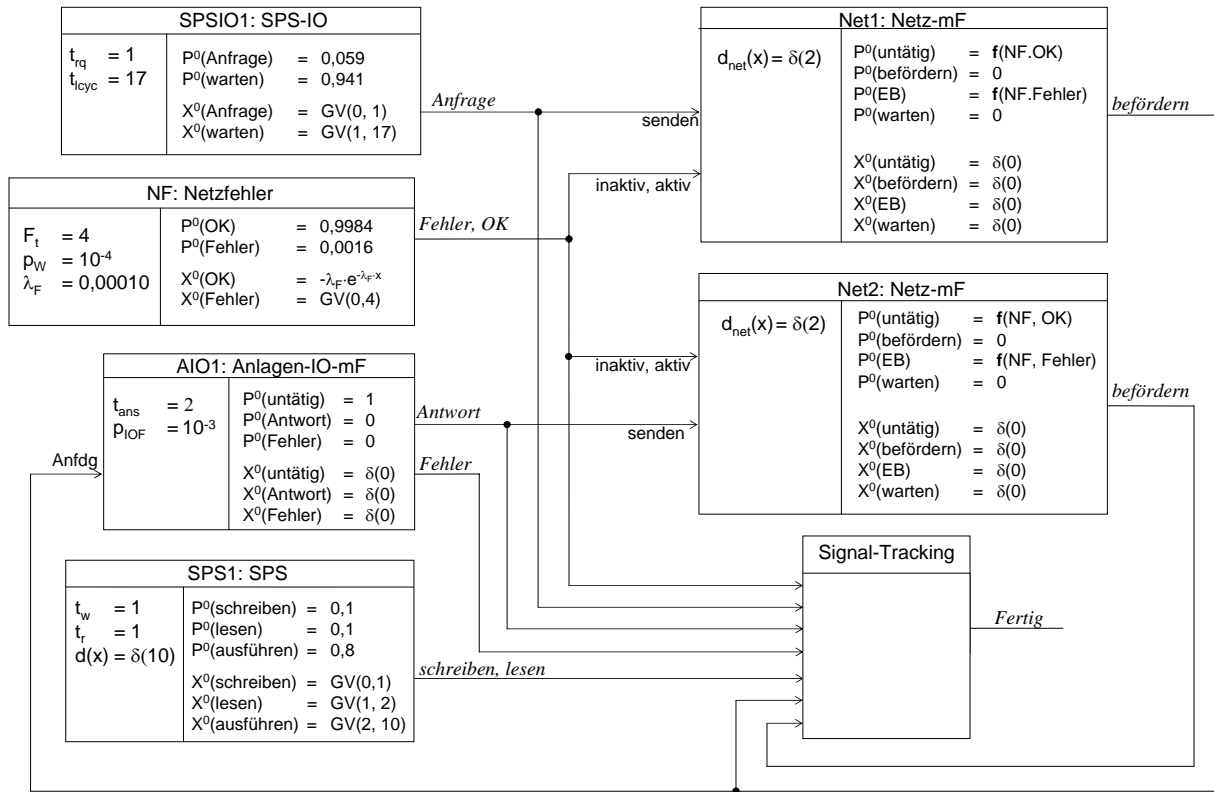 SPSIO1: SPS-IO
t_rq = 1
t_lcyc = 17
P⁰(Anfrage) = 0,059
P⁰(warten) = 0,941
X⁰(Anfrage) = GV(0, 1)
X⁰(warten) = GV(1, 17)
Anfrage
senden
Net1: Netz-mF
d_net(x) = δ(2)
P⁰(untätig) = f(NF.OK)
P⁰(befördern) = 0
P⁰(EB) = f(NF.Fehler)
P⁰(warten) = 0
X⁰(untätig) = δ(0)
X⁰(befördern) = δ(0)
X⁰(EB) = δ(0)
X⁰(warten) = δ(0)
befördern
inaktiv, aktiv
NF: Netzfehler
F_t = 4
p_W = 10⁻⁴
λ_F = 0,00010
P⁰(OK) = 0,9984
P⁰(Fehler) = 0,0016
X⁰(OK) = -λ_F·e^(-λ_F·x)
X⁰(Fehler) = GV(0,4)
Fehler, OK
Net2: Netz-mF
d_net(x) = δ(2)
P⁰(untätig) = f(NF, OK)
P⁰(befördern) = 0
P⁰(EB) = f(NF, Fehler)
P⁰(warten) = 0
X⁰(untätig) = δ(0)
X⁰(befördern) = δ(0)
X⁰(EB) = δ(0)
X⁰(warten) = δ(0)
befördern
inaktiv, aktiv
senden
AIO1: Anlagen-IO-mF
t_ans = 2
p_IOF = 10⁻³
P⁰(untätig) = 1
P⁰(Antwort) = 0
P⁰(Fehler) = 0
X⁰(untätig) = δ(0)
X⁰(Antwort) = δ(0)
X⁰(Fehler) = δ(0)
Antwort
Fehler
Anfdg
SPS1: SPS
t_w = 1
t_r = 1
d(x) = δ(10)
P⁰(schreiben) = 0,1
P⁰(lesen) = 0,1
P⁰(ausführen) = 0,8
X⁰(schreiben) = GV(0,1)
X⁰(lesen) = GV(1, 2)
X⁰(ausführen) = GV(2, 10)
schreiben, lesen
Signal-Tracking
Fertig